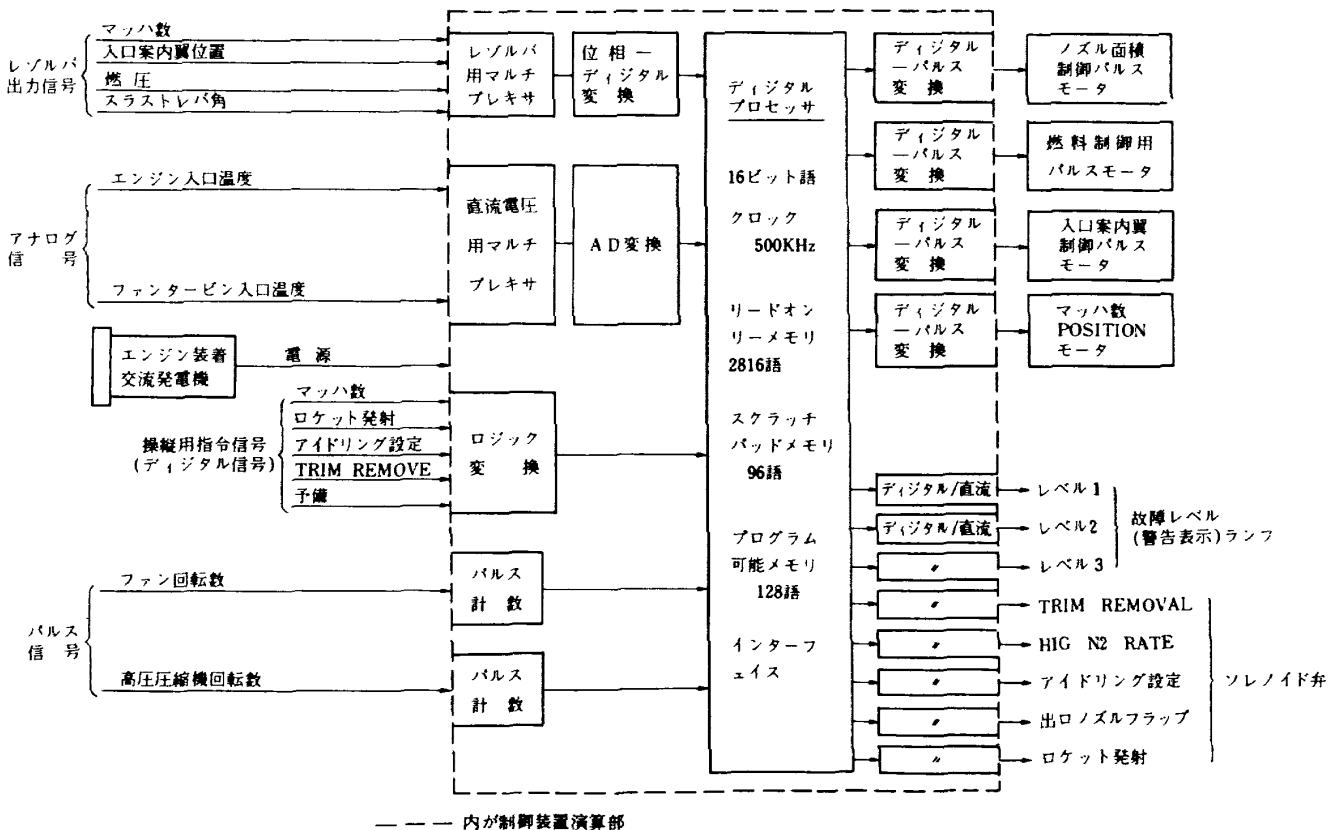 レゾルバ
出力信号
マッハ数
入口案内翼位置
燃圧
スラストレバ角
レゾルバ
用マルチ
プレキサ
位相ー
ディジタル
変換
アナログ
信号
エンジン入口温度
ファンタービン入口温度
直流電圧
用マルチ
プレキサ
AD変換
エンジン装着
交流発電機
電源
操縦用指令信号
(ディジタル信号)
マッハ数
ロケット発射
アイドリング設定
TRIM REMOVE
予備
ロジック
変換
パルス
信号
ファン回転数
高圧圧縮機回転数
パルス
計数
パルス
計数
ディジタル
プロセッサ
16ビット語
クロック
500KHz
リードオン
リーメモリ
2816語
スクラッチ
パッドメモリ
96語
プログラム
可能メモリ
128語
インターフ
ェイス
ディジタル
ーパルス
変換
ノズル面積
制御パルス
モータ
ディジタル
ーパルス
変換
燃料制御用
パルスモータ
ディジタル
ーパルス
変換
入口案内翼
制御パルス
モータ
ディジタル
ーパルス
変換
マッハ数
POSITION
モータ
ディジタル/直流
レベル1
ディジタル/直流
レベル2
〃
レベル3
故障レベル
(警告表示)ランプ
〃
TRIM REMOVAL
〃
HIG N2 RATE
〃
アイドリング設定
〃
出口ノズルフラップ
〃
ロケット発射
ソレノイド弁
ーーー 内が制御装置演算部